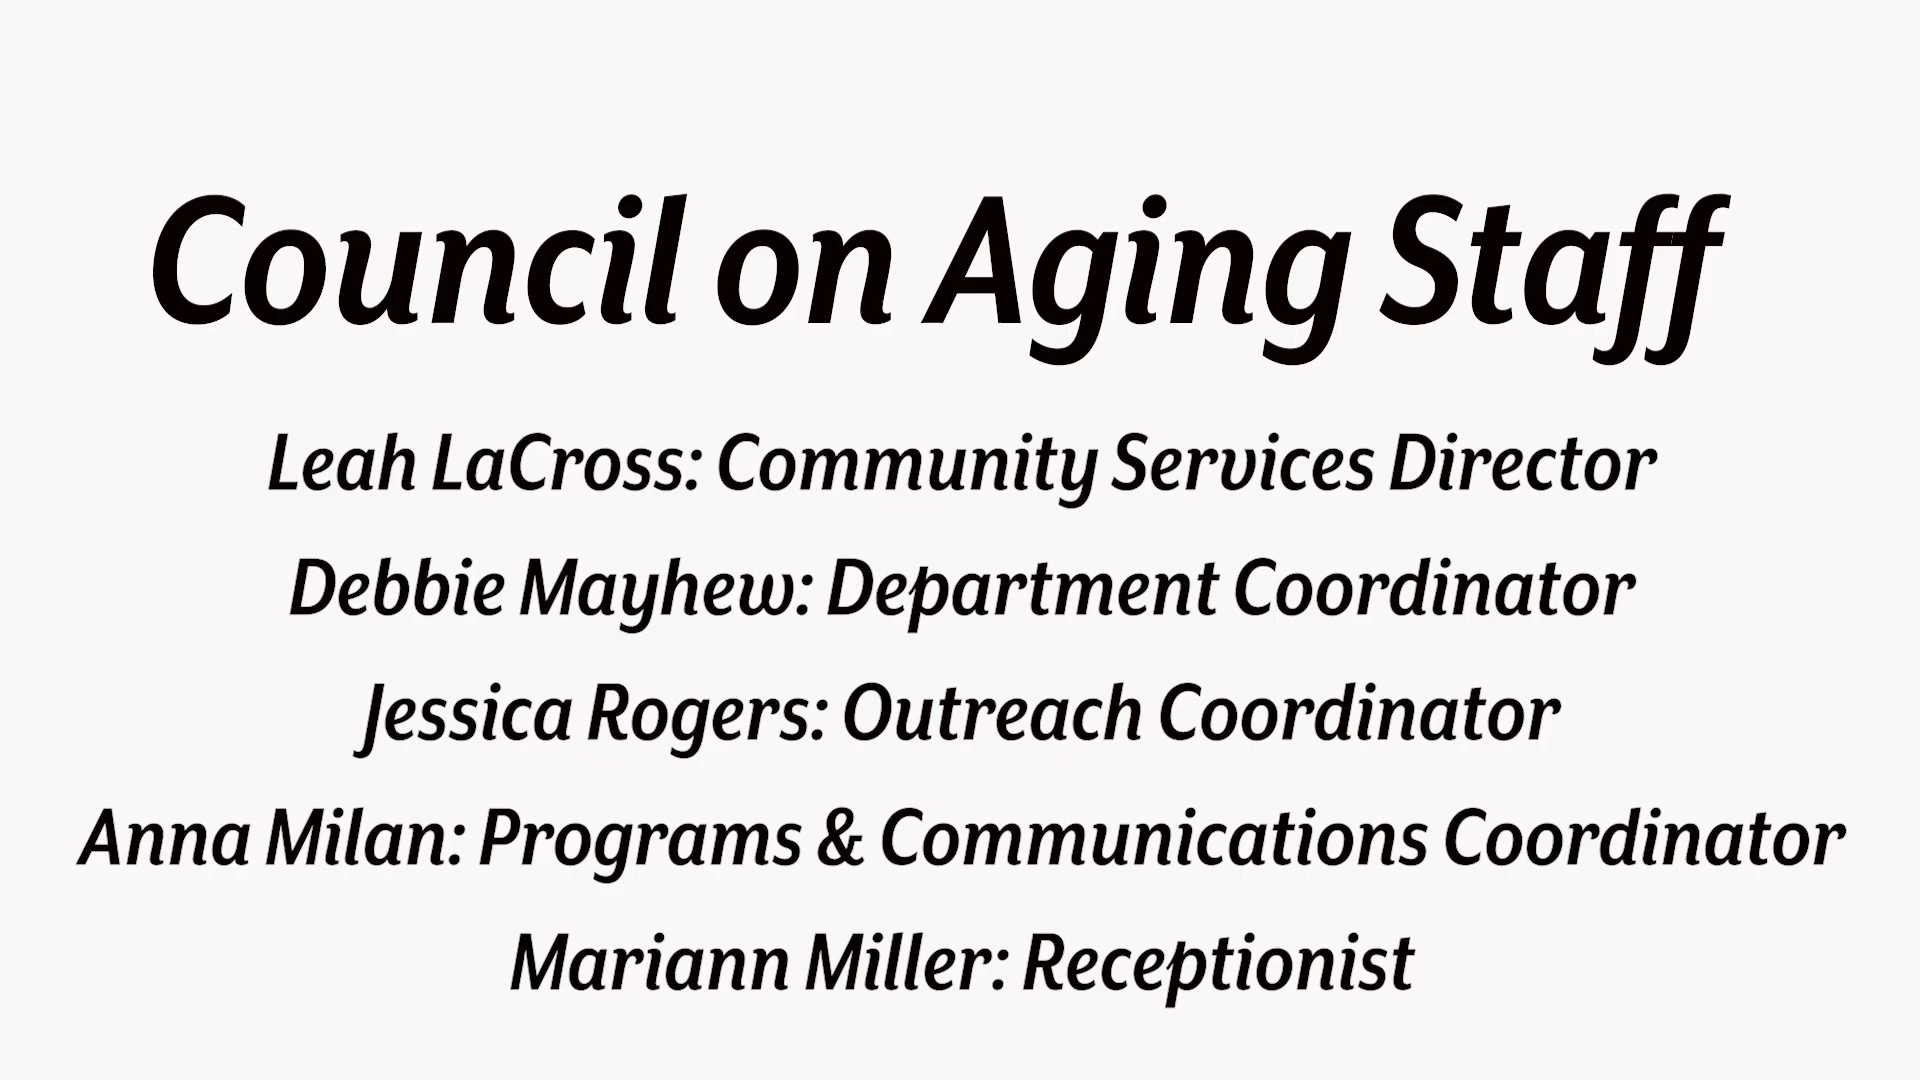 Council on Aging Staff
Leah LaCross: Community Services Director
Debbie Mayhew: Department Coordinator
Jessica Rogers: Outreach Coordinator
Anna Milan: Programs & Communications Coordinator
Mariann Miller: Receptionist